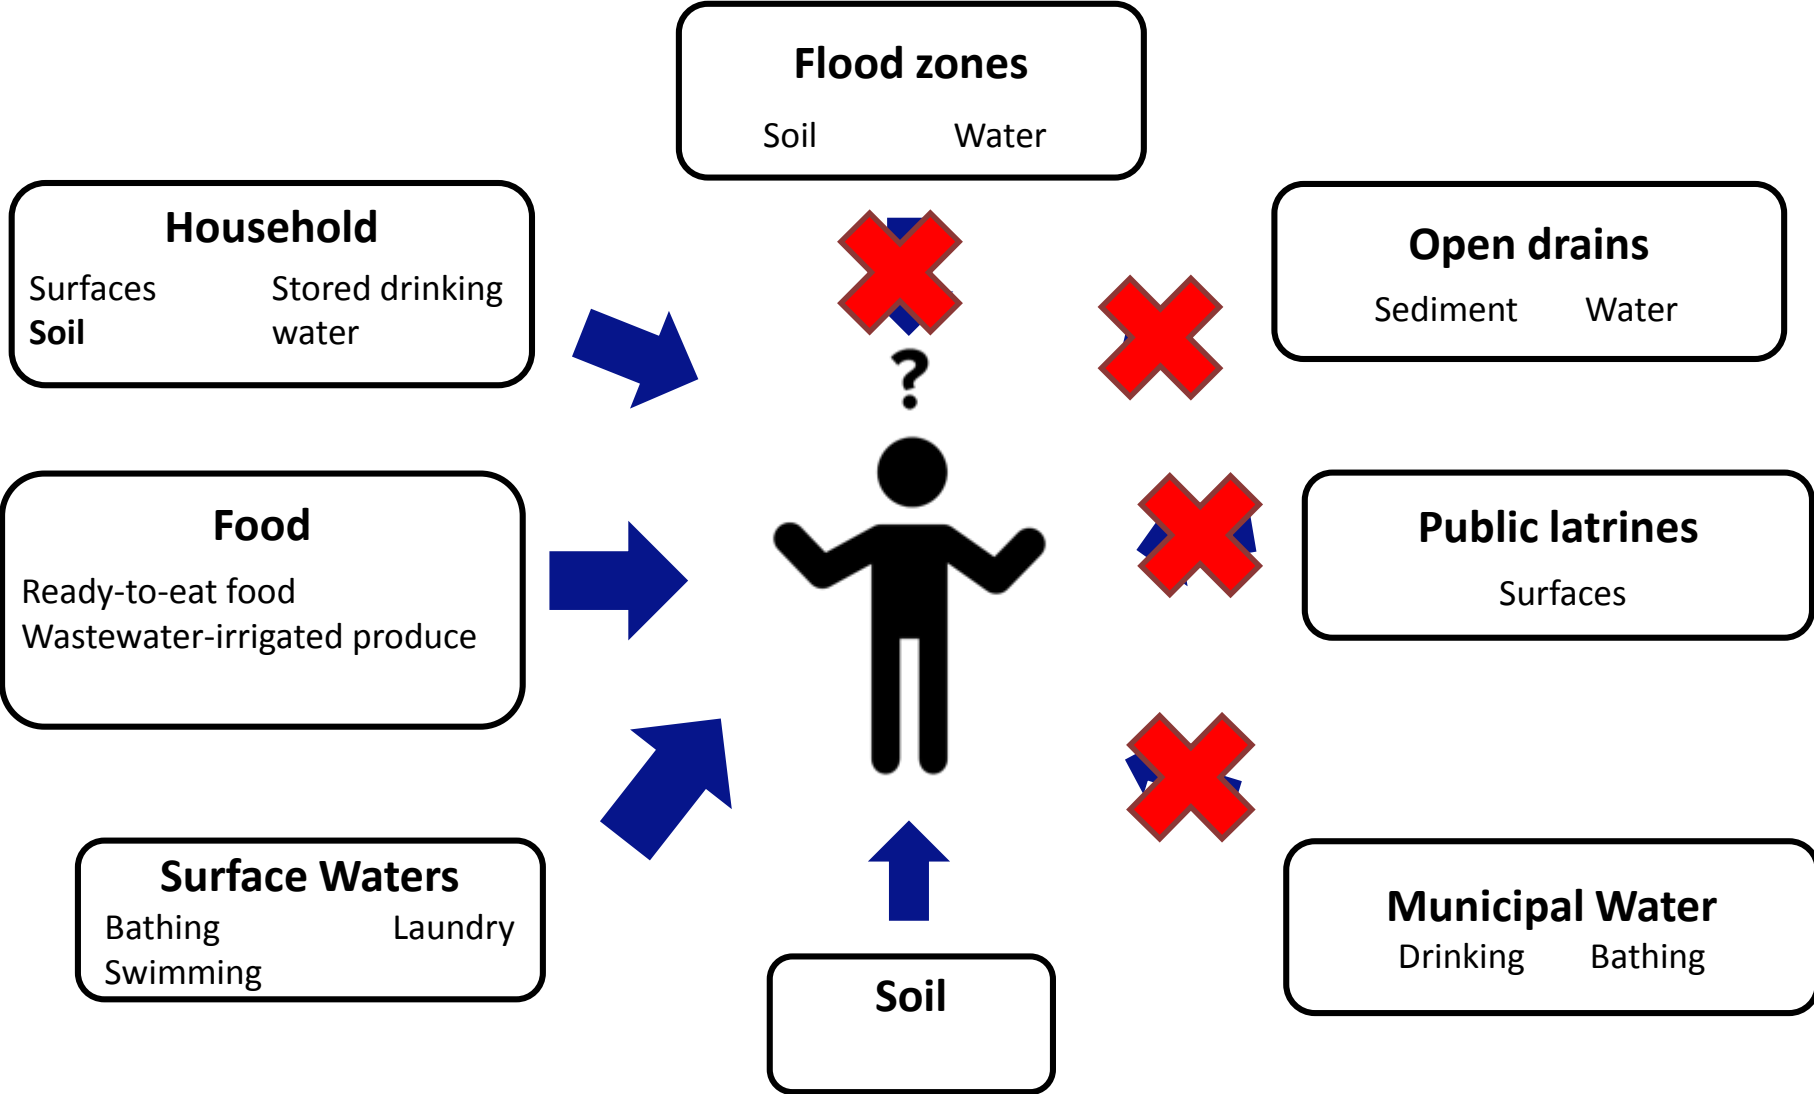 Flood zones
Soil Water
Household
Surfaces Stored drinking
Soil water
Open drains
Sediment Water
?
Food
Ready-to-eat food
Wastewater-irrigated produce
Public latrines
Surfaces
Surface Waters
Bathing Laundry
Swimming
Soil
Municipal Water
Drinking Bathing